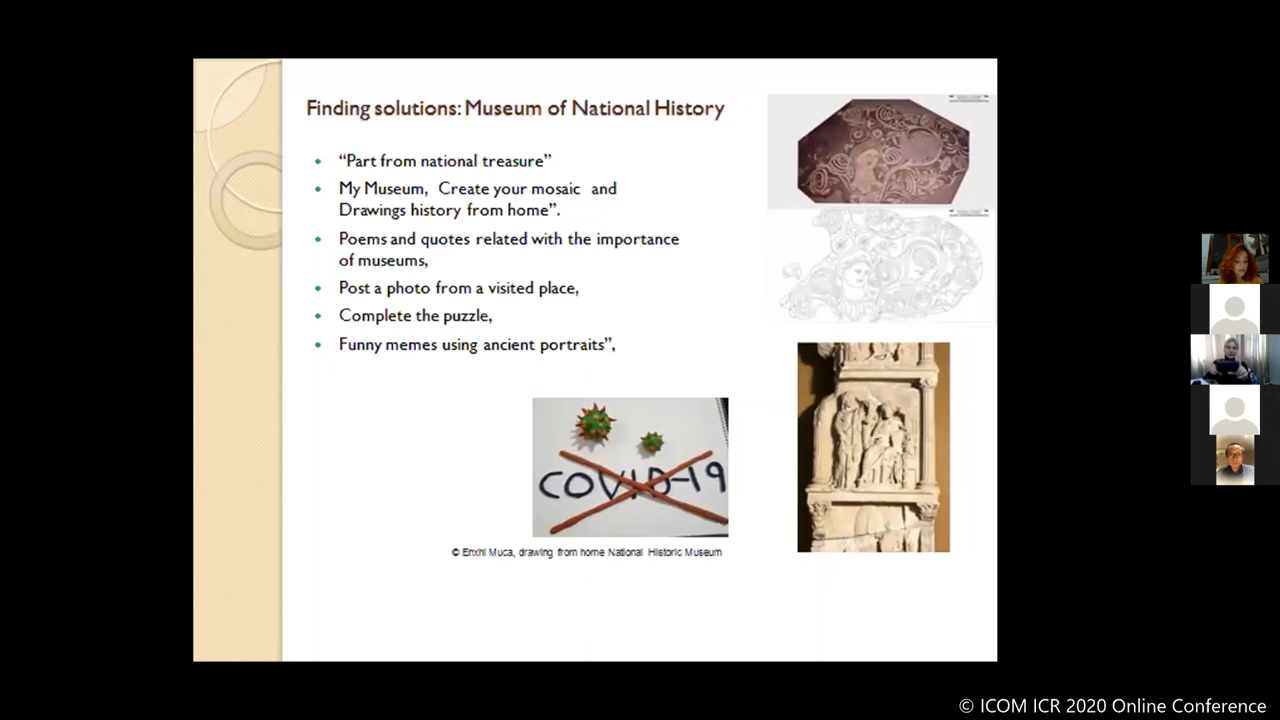 Finding solutions: Museum of National History
“Part from national treasure”
My Museum, Create your mosaic and
Drawings history from home”.
Poems and quotes related with the importance
of museums,
Post a photo from a visited place,
Complete the puzzle,
Funny memes using ancient portraits”,
COVID-19
© Enxhi Muca, drawing from home National Historic Museum
© ICOM ICR 2020 Online Conference